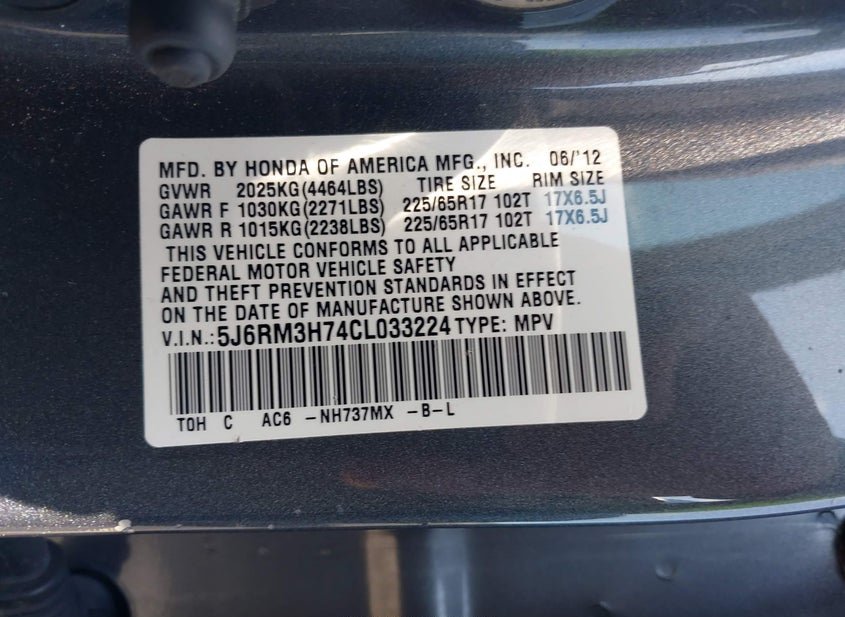 MFD. BY HONDA OF AMERICA MFG., INC. 06/'12
GVWR 2025KG(4464LBS) TIRE SIZE RIM SIZE
GAWR F 1030KG(2271LBS) 225/65R17 102T 17X6.5J
GAWR R 1015KG(2238LBS) 225/65R17 102T 17X6.5J
THIS VEHICLE CONFORMS TO ALL APPLICABLE
FEDERAL MOTOR VEHICLE SAFETY
AND THEFT PREVENTION STANDARDS IN EFFECT
ON THE DATE OF MANUFACTURE SHOWN ABOVE.
V.I.N.:5J6RM3H74CL033224 TYPE: MPV
TOH C AC6 -NH737MX -B-L